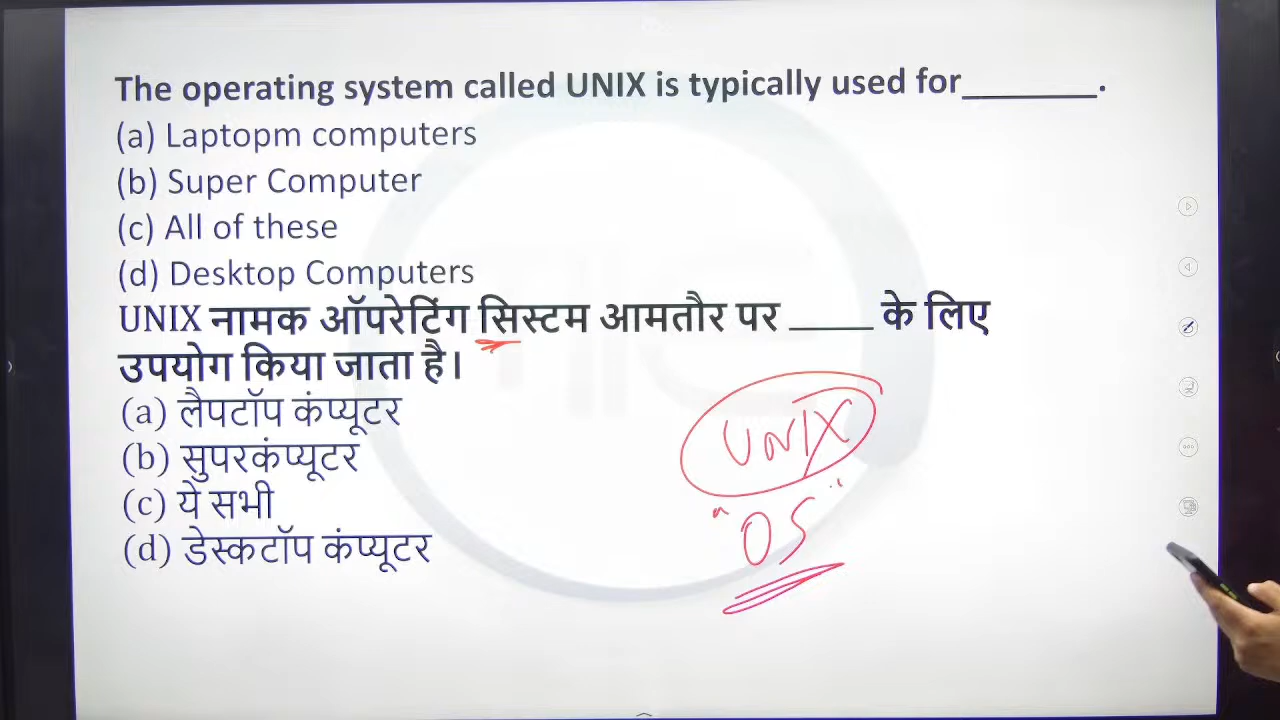 The operating system called UNIX is typically used for________.
(a) Laptopm computers
(b) Super Computer
(c) All of these
(d) Desktop Computers
UNIX नामक ऑपरेटिंग सिस्टम आमतौर पर ____ के लिए
उपयोग किया जाता है।
(a) लैपटॉप कंप्यूटर
(b) सुपरकंप्यूटर
(c) ये सभी
(d) डेस्कटॉप कंप्यूटर
UNIX
"OS"